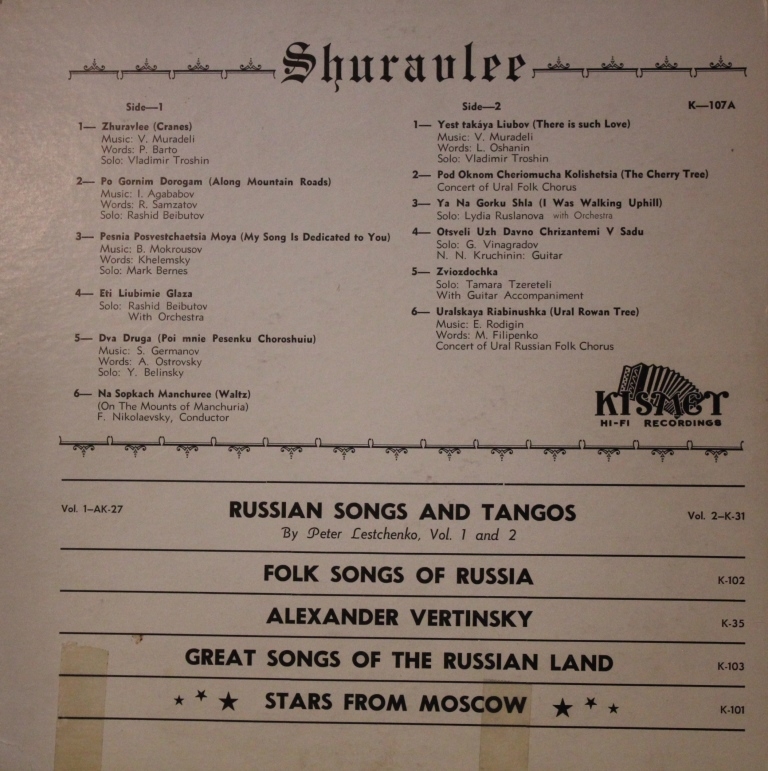 Shuravlee
Side—1
1— Zhuravlee (Cranes)
Music: V. Muradeli
Words: P. Barto
Solo: Vladimir Troshin
2— Po Gornim Dorogam (Along Mountain Roads)
Music: I. Agababov
Words: R. Samzatov
Solo: Rashid Beibutov
3— Pesnia Posvestchaetsia Moya (My Song Is Dedicated to You)
Music: B. Mokrousov
Words: Khelemsky
Solo: Mark Bernes
4— Eti Liubimie Glaza
Solo: Rashid Beibutov
With Orchestra
5— Dva Druga (Poi mnie Pesenku Choroshuiu)
Music: S. Germanov
Words: A. Ostrovsky
Solo: Y. Belinsky
6— Na Sopkach Manchuree (Waltz)
(On The Mounts of Manchuria)
F. Nikolaevsky, Conductor
Side—2
K—107A
1— Yest takáya Liubov (There is such Love)
Music: V. Muradeli
Words: L. Oshanin
Solo: Vladimir Troshin
2— Pod Oknom Cheriomucha Kolishetsia (The Cherry Tree)
Concert of Ural Folk Chorus
3— Ya Na Gorku Shla (I Was Walking Uphill)
Solo: Lydia Ruslanova with Orchestra
4— Otsveli Uzh Davno Chrizantemi V Sadu
Solo: G. Vinagradov
N. N. Kruchinin: Guitar
5— Zviozdochka
Solo: Tamara Tzereteli
With Guitar Accompaniment
6— Uralskaya Riabinushka (Ural Rowan Tree)
Music: E. Rodigin
Words: M. Filipenko
Concert of Ural Russian Folk Chorus
KISMET
HI-FI RECORDINGS
Vol. 1—AK-27 RUSSIAN SONGS AND TANGOS Vol. 2—K-31
By Peter Lestchenko, Vol. 1 and 2
FOLK SONGS OF RUSSIA K-102
ALEXANDER VERTINSKY K-35
GREAT SONGS OF THE RUSSIAN LAND K-103
STARS FROM MOSCOW K-101